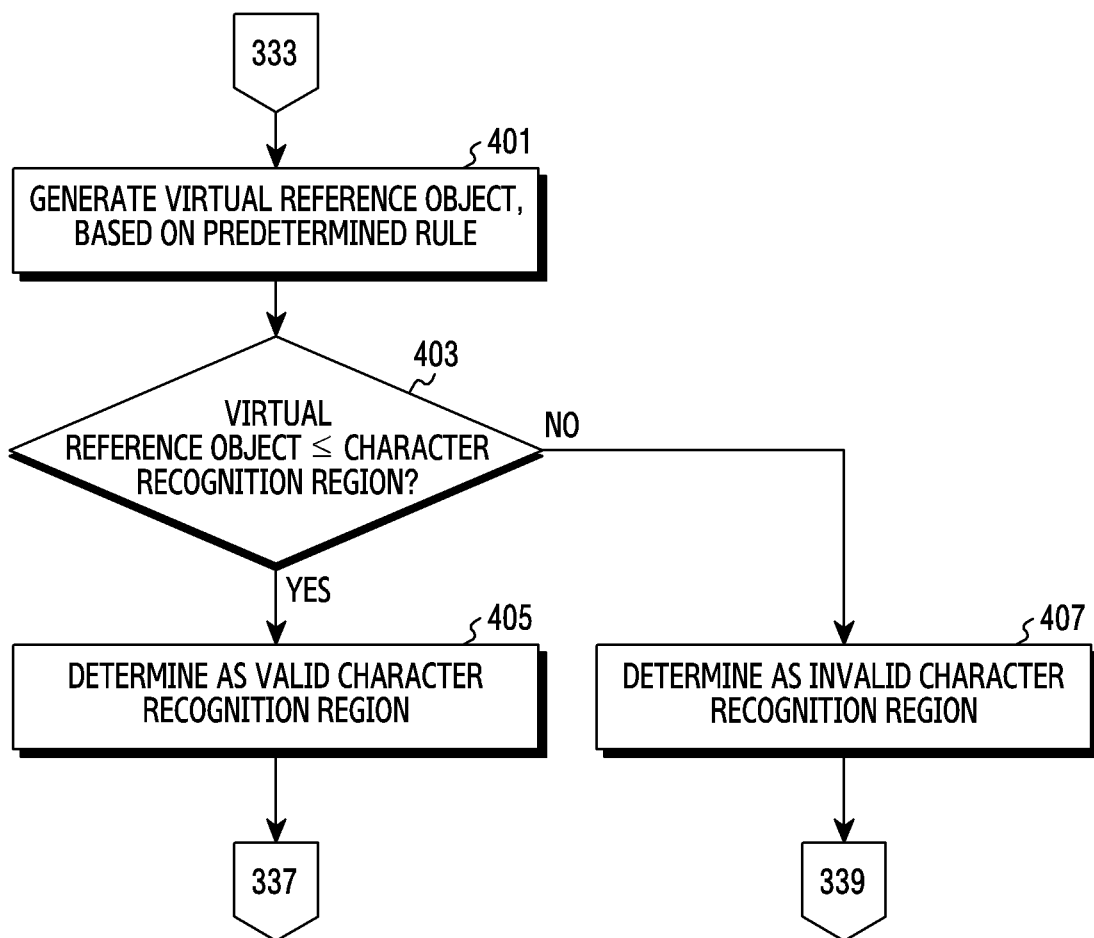 333
401
GENERATE VIRTUAL REFERENCE OBJECT,
BASED ON PREDETERMINED RULE
403
VIRTUAL
REFERENCE OBJECT ≤ CHARACTER
RECOGNITION REGION?
NO
YES
405
DETERMINE AS VALID CHARACTER
RECOGNITION REGION
407
DETERMINE AS INVALID CHARACTER
RECOGNITION REGION
337
339